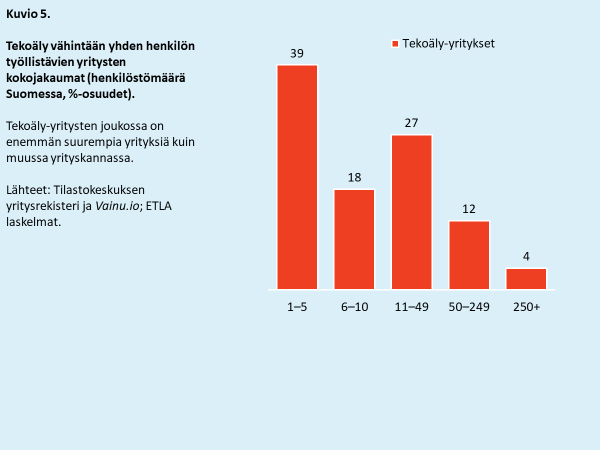 Kuvio 5.
Tekoäly vähintään yhden henkilön
työllistävien yritysten
kokojakaumat (henkilöstömäärä
Suomessa, %-osuudet).
Tekoäly-yritysten joukossa on
enemmän suurempia yrityksiä kuin
muussa yrityskannassa.
Lähteet: Tilastokeskuksen
yritysrekisteri ja Vainu.io; ETLA
laskelmat.
Tekoäly-yritykset
39
18
27
12
4
1–5 6–10 11–49 50–249 250+